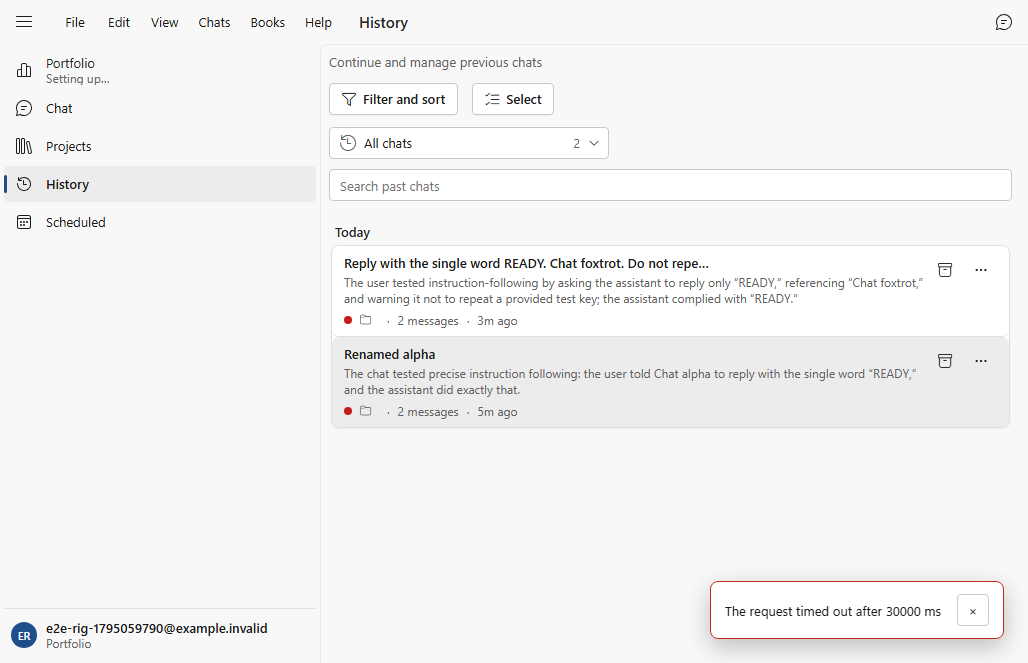 File Edit View Chats Books Help History
Portfolio
Setting up...
Chat
Projects
History
Scheduled
ER
e2e-rig-1795059790@example.invalid
Portfolio
Continue and manage previous chats
Filter and sort Select
All chats 2
Search past chats
Today
Reply with the single word READY. Chat foxtrot. Do not repe...
The user tested instruction-following by asking the assistant to reply only “READY,” referencing “Chat foxtrot,”
and warning it not to repeat a provided test key; the assistant complied with “READY.”
· 2 messages · 3m ago
Renamed alpha
The chat tested precise instruction following: the user told Chat alpha to reply with the single word “READY,”
and the assistant did exactly that.
· 2 messages · 5m ago
The request timed out after 30000 ms ×